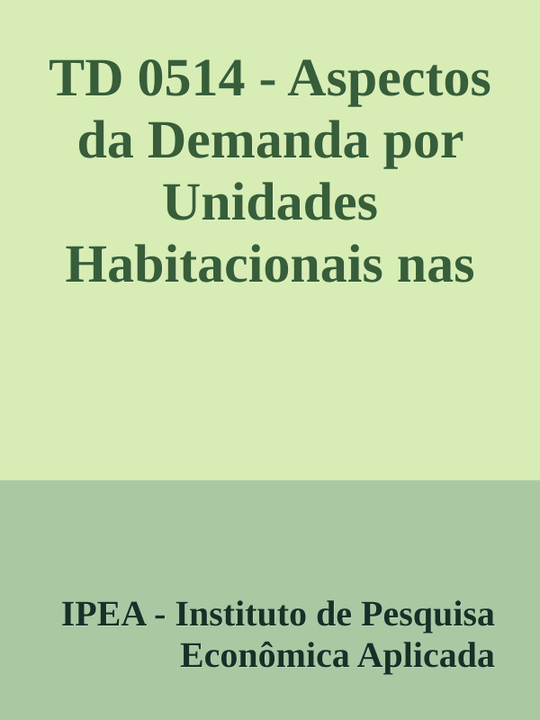 TD 0514 - Aspectos
da Demanda por
Unidades
Habitacionais nas
IPEA - Instituto de Pesquisa
Econômica Aplicada